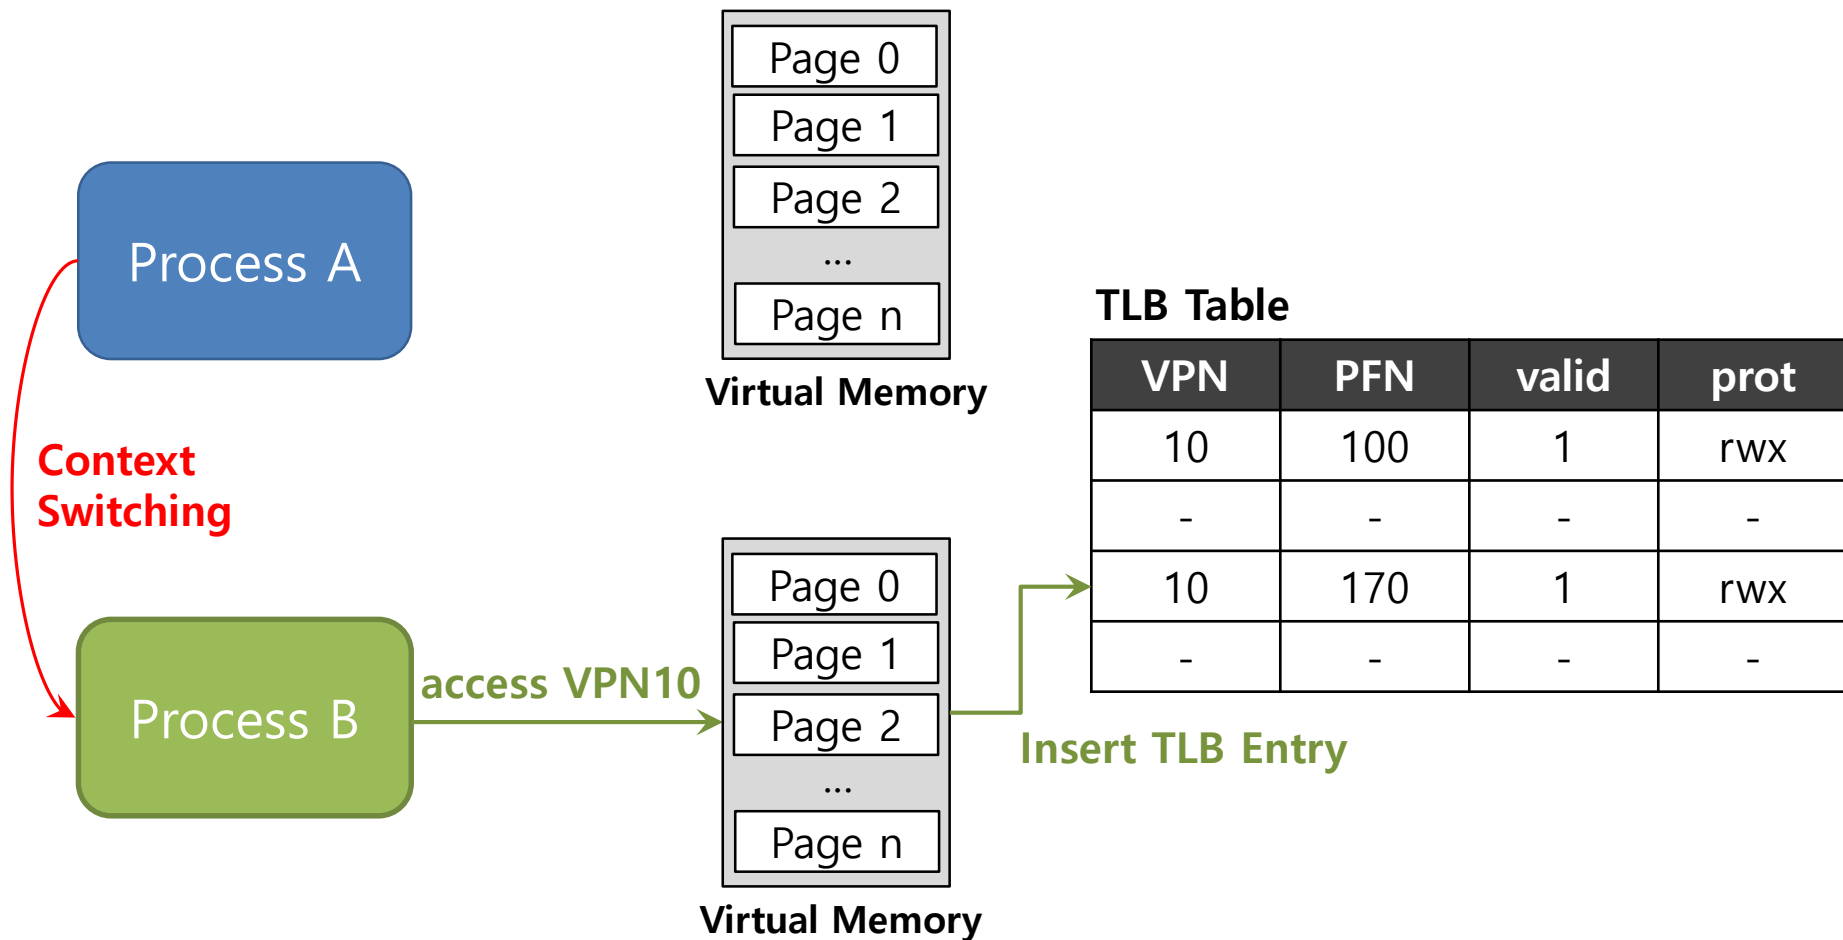 Process A
Context
Switching
Process B
access VPN10
Page 0
Page 1
Page 2
...
Page n
Virtual Memory
Page 0
Page 1
Page 2
...
Page n
Virtual Memory
Insert TLB Entry
TLB Table
VPN PFN valid prot
10 100 1 rwx
- - - -
10 170 1 rwx
- - - -